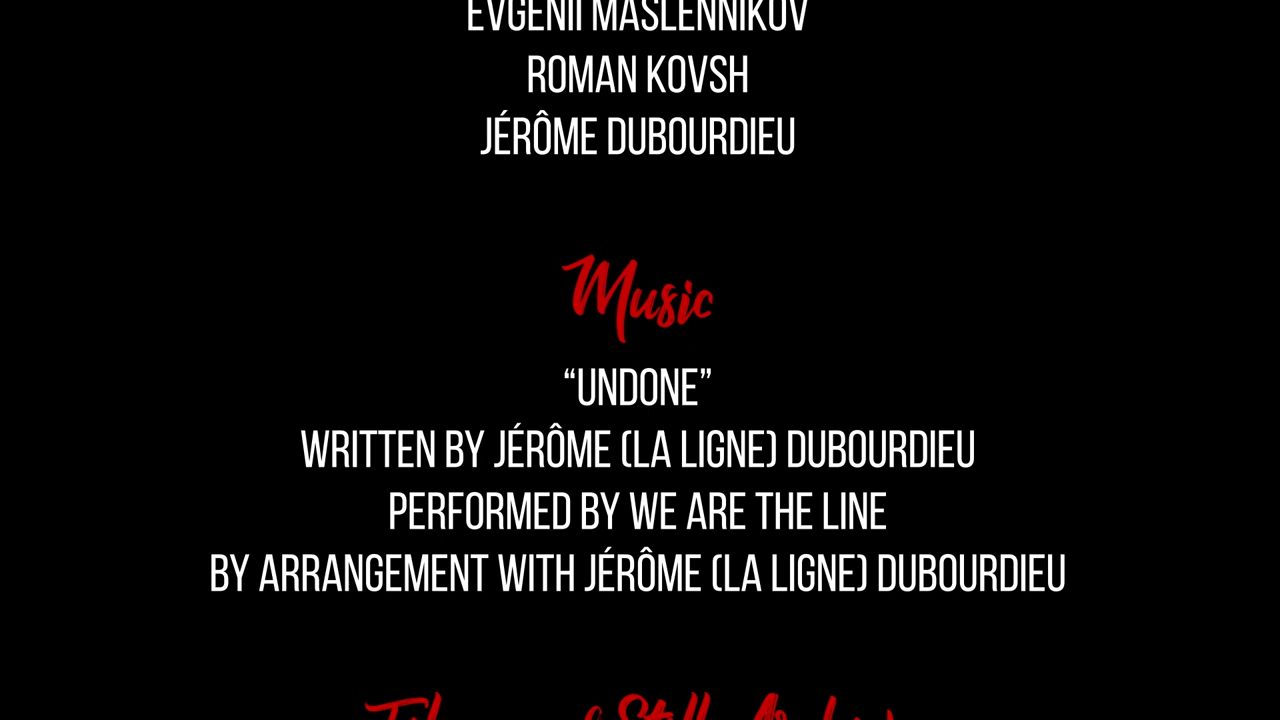 EVGENII MASLENNIKOV
ROMAN KOVSH
JÉRÔME DUBOURDIEU
Music
“UNDONE”
WRITTEN BY JÉRÔME (LA LIGNE) DUBOURDIEU
PERFORMED BY WE ARE THE LINE
BY ARRANGEMENT WITH JÉRÔME (LA LIGNE) DUBOURDIEU